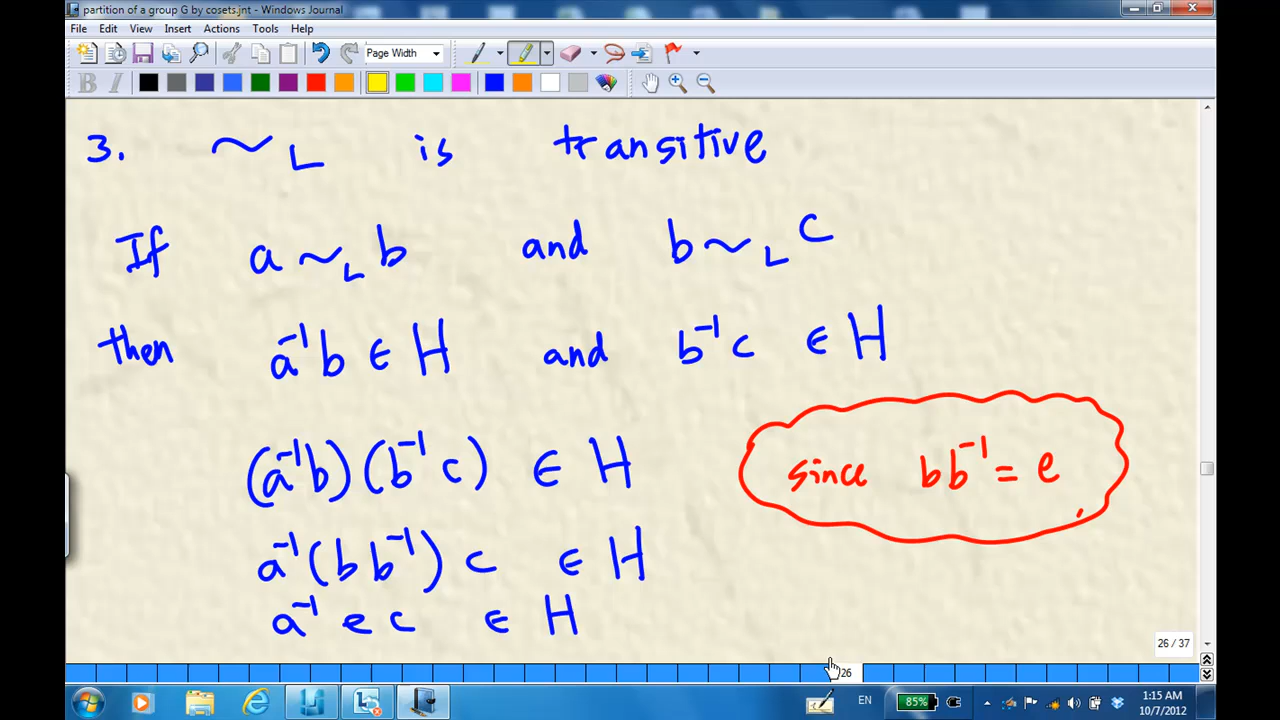 partition of a group G by cosets.jnt - Windows Journal
File Edit View Insert Actions Tools Help
Page Width
B I
3. ~L is transitive
If a ~L b and b ~L c
then a⁻¹b ∈ H and b⁻¹c ∈ H
(a⁻¹b)(b⁻¹c) ∈ H
since bb⁻¹ = e
a⁻¹(bb⁻¹)c ∈ H
a⁻¹ e c ∈ H
26 / 37
26
EN
85%
1:15 AM
10/7/2012